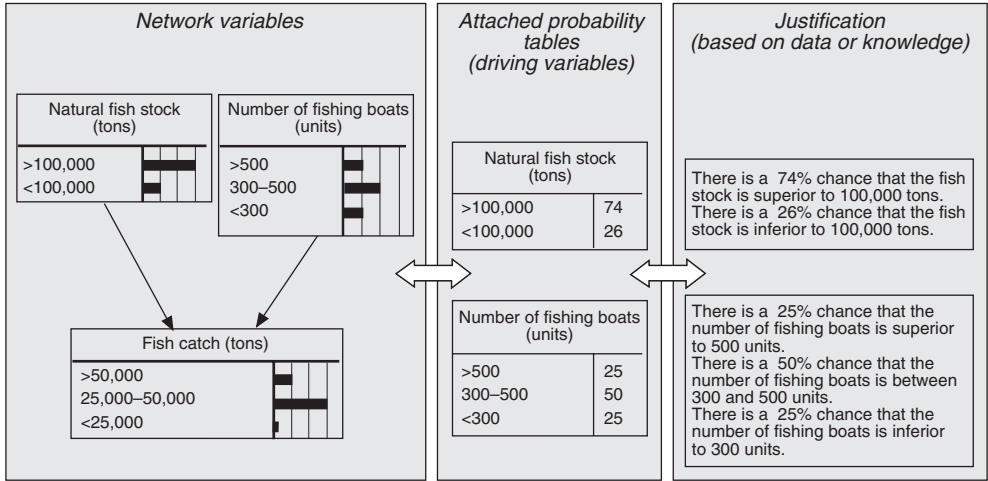 Network variables
Natural fish stock
(tons)
>100,000
<100,000
Number of fishing boats
(units)
>500
300–500
<300
Fish catch (tons)
>50,000
25,000–50,000
<25,000
Attached probability
tables
(driving variables)
Natural fish stock
(tons)
>100,000 74
<100,000 26
Number of fishing boats
(units)
>500 25
300–500 50
<300 25
Justification
(based on data or knowledge)
There is a 74% chance that the fish
stock is superior to 100,000 tons.
There is a 26% chance that the fish
stock is inferior to 100,000 tons.
There is a 25% chance that the
number of fishing boats is superior
to 500 units.
There is a 50% chance that the
number of fishing boats is between
300 and 500 units.
There is a 25% chance that the
number of fishing boats is inferior
to 300 units.